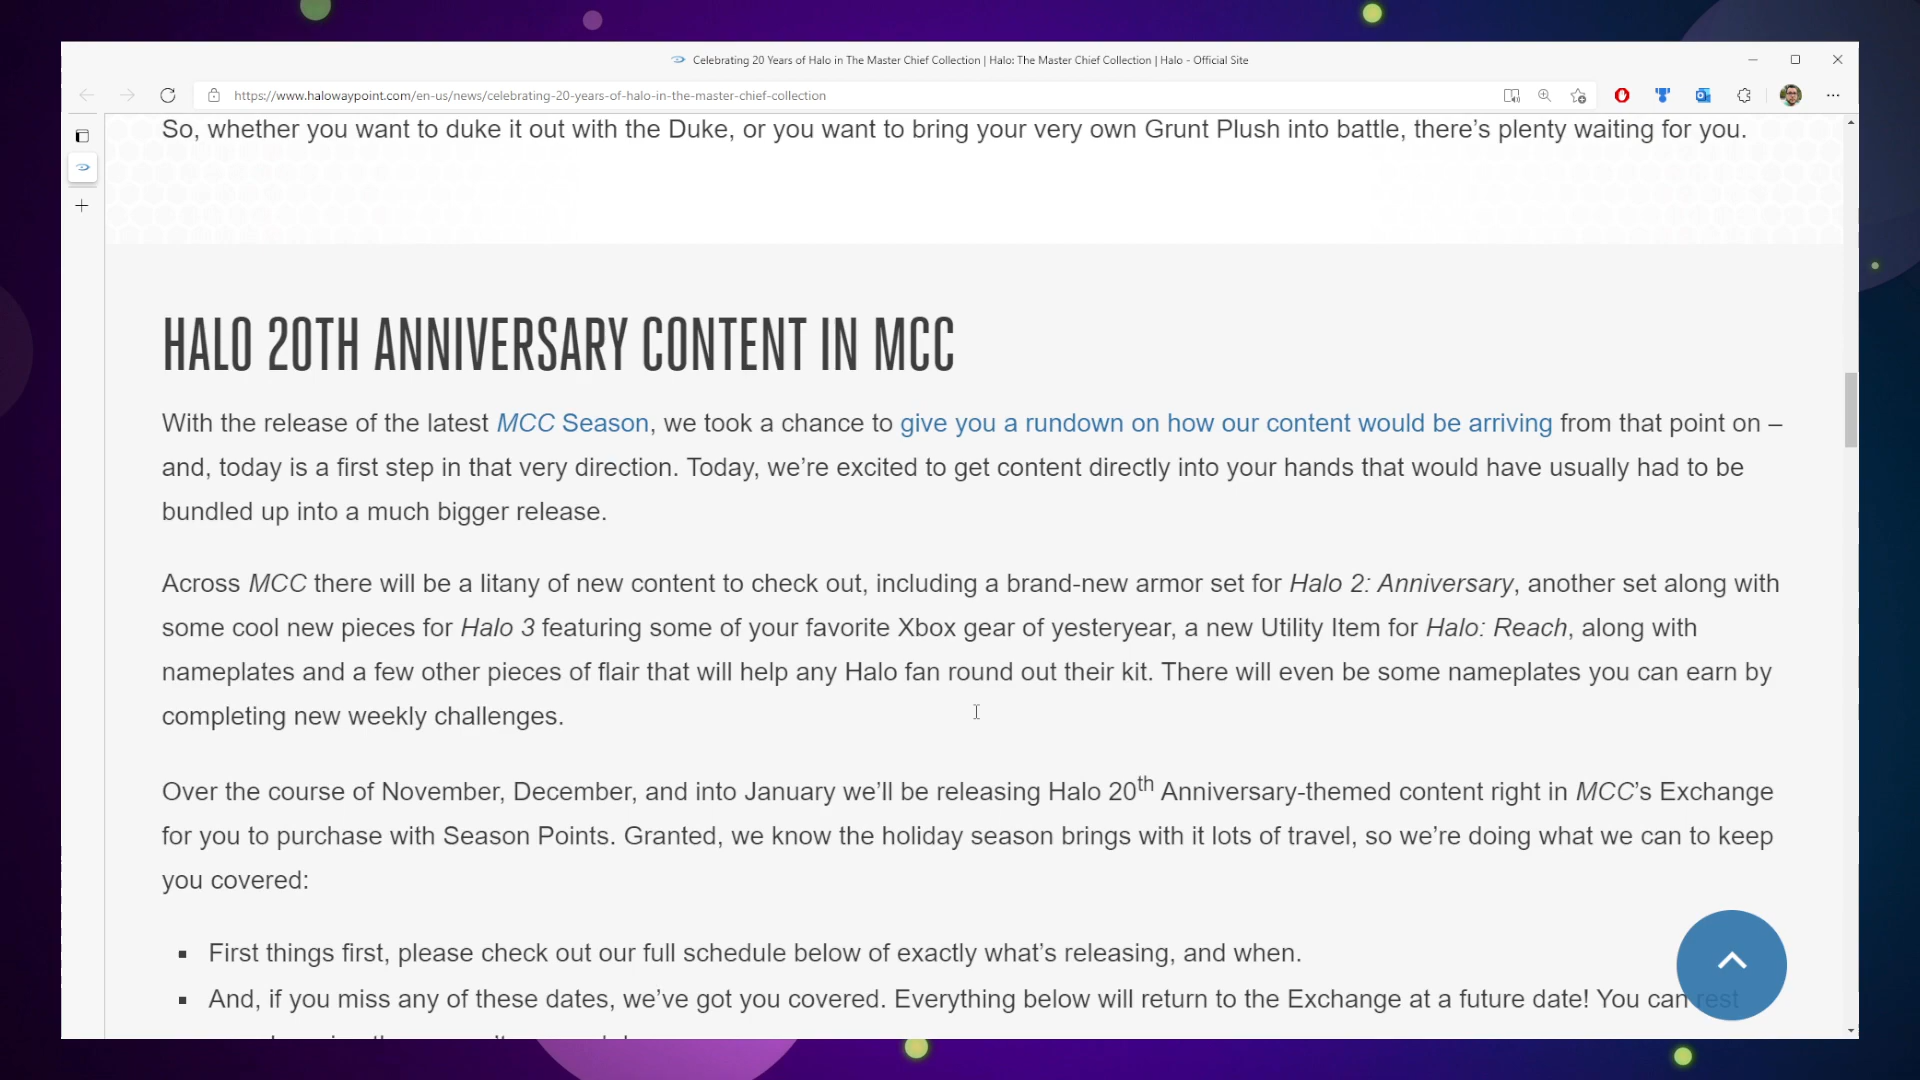 Celebrating 20 Years of Halo in The Master Chief Collection | Halo: The Master Chief Collection | Halo - Official Site
https://www.halowaypoint.com/en-us/news/celebrating-20-years-of-halo-in-the-master-chief-collection
So, whether you want to duke it out with the Duke, or you want to bring your very own Grunt Plush into battle, there’s plenty waiting for you.
HALO 20TH ANNIVERSARY CONTENT IN MCC
With the release of the latest MCC Season, we took a chance to give you a rundown on how our content would be arriving from that point on –
and, today is a first step in that very direction. Today, we’re excited to get content directly into your hands that would have usually had to be
bundled up into a much bigger release.
Across MCC there will be a litany of new content to check out, including a brand-new armor set for Halo 2: Anniversary, another set along with
some cool new pieces for Halo 3 featuring some of your favorite Xbox gear of yesteryear, a new Utility Item for Halo: Reach, along with
nameplates and a few other pieces of flair that will help any Halo fan round out their kit. There will even be some nameplates you can earn by
completing new weekly challenges.
Over the course of November, December, and into January we’ll be releasing Halo 20th Anniversary-themed content right in MCC’s Exchange
for you to purchase with Season Points. Granted, we know the holiday season brings with it lots of travel, so we’re doing what we can to keep
you covered:
▪ First things first, please check out our full schedule below of exactly what’s releasing, and when.
▪ And, if you miss any of these dates, we’ve got you covered. Everything below will return to the Exchange at a future date! You can rest